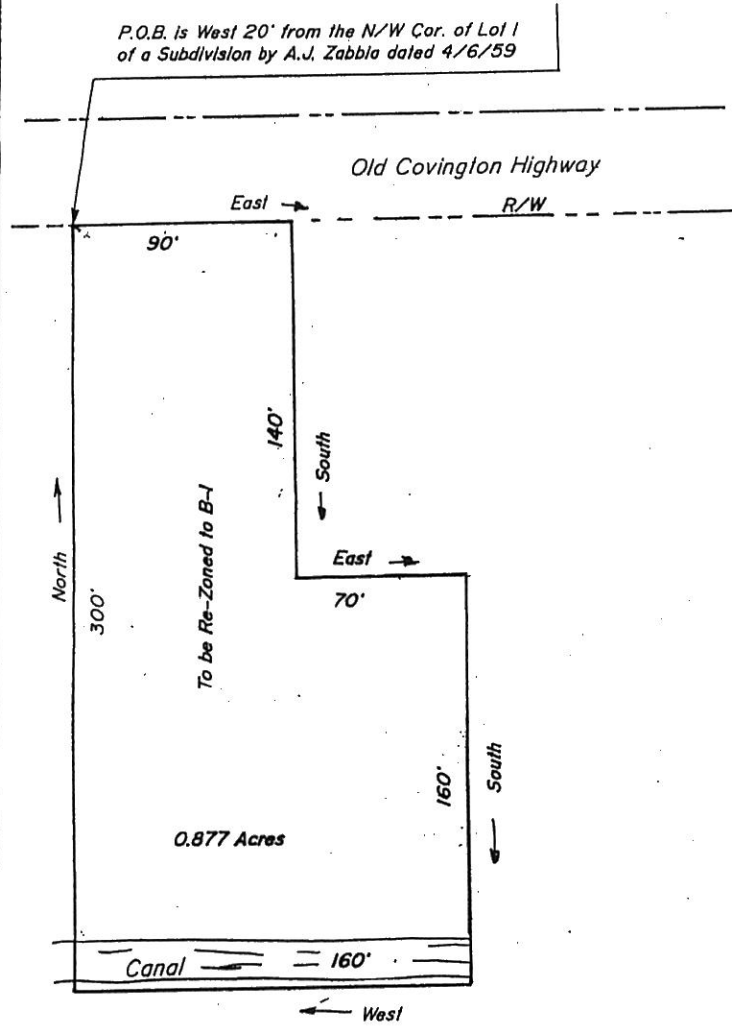 P.O.B. is West 20' from the N/W Cor. of Lot 1
of a Subdivision by A.J. Zabbia dated 4/6/59
Old Covington Highway
East
R/W
90'
140'
South
North
300'
To be Re-Zoned to B-1
East
70'
160'
South
0.877 Acres
Canal
160'
West